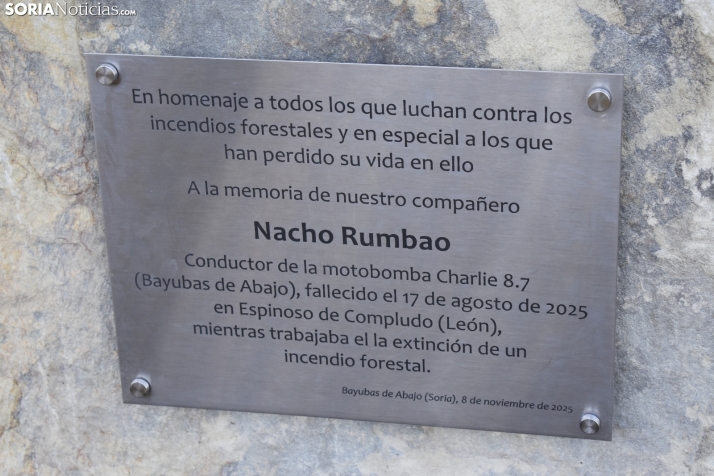 SORIANoticias.com
En homenaje a todos los que luchan contra los
incendios forestales y en especial a los que
han perdido su vida en ello
A la memoria de nuestro compañero
Nacho Rumbao
Conductor de la motobomba Charlie 8.7
(Bayubas de Abajo), fallecido el 17 de agosto de 2025
en Espinoso de Compludo (León),
mientras trabajaba el la extinción de un
incendio forestal.
Bayubas de Abajo (Soria), 8 de noviembre de 2025